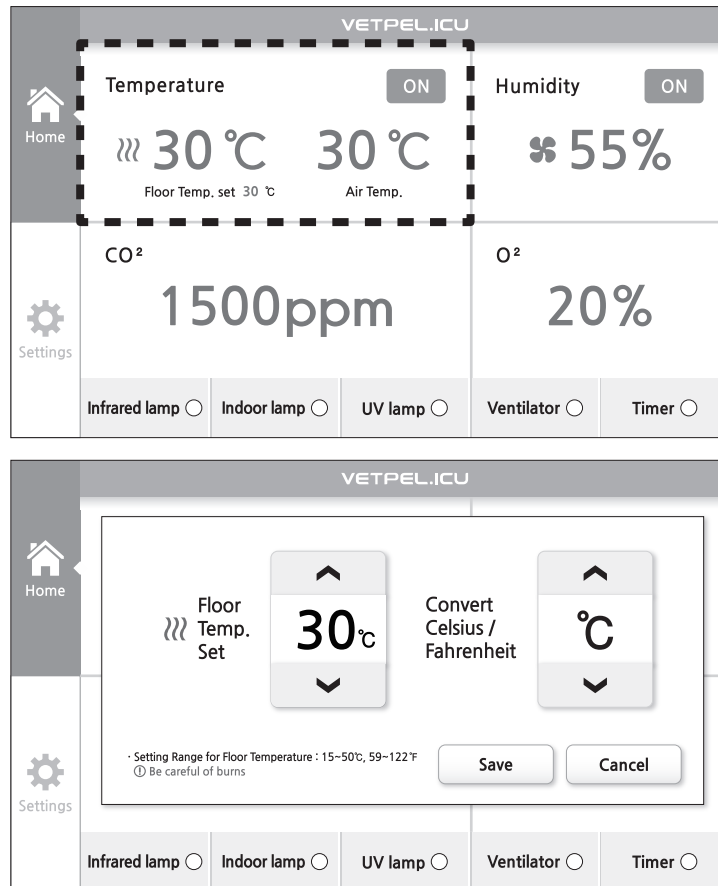 VETPEL.ICU
Home
Temperature
ON
30 ℃
30 ℃
Floor Temp. set 30 ℃
Air Temp.
Humidity
ON
55%
Settings
CO²
1500ppm
O²
20%
Infrared lamp
Indoor lamp
UV lamp
Ventilator
Timer
VETPEL.ICU
Home
Floor
Temp.
Set
30℃
Convert
Celsius /
Fahrenheit
℃
· Setting Range for Floor Temperature : 15~50℃, 59~122℉
! Be careful of burns
Save
Cancel
Settings
Infrared lamp
Indoor lamp
UV lamp
Ventilator
Timer